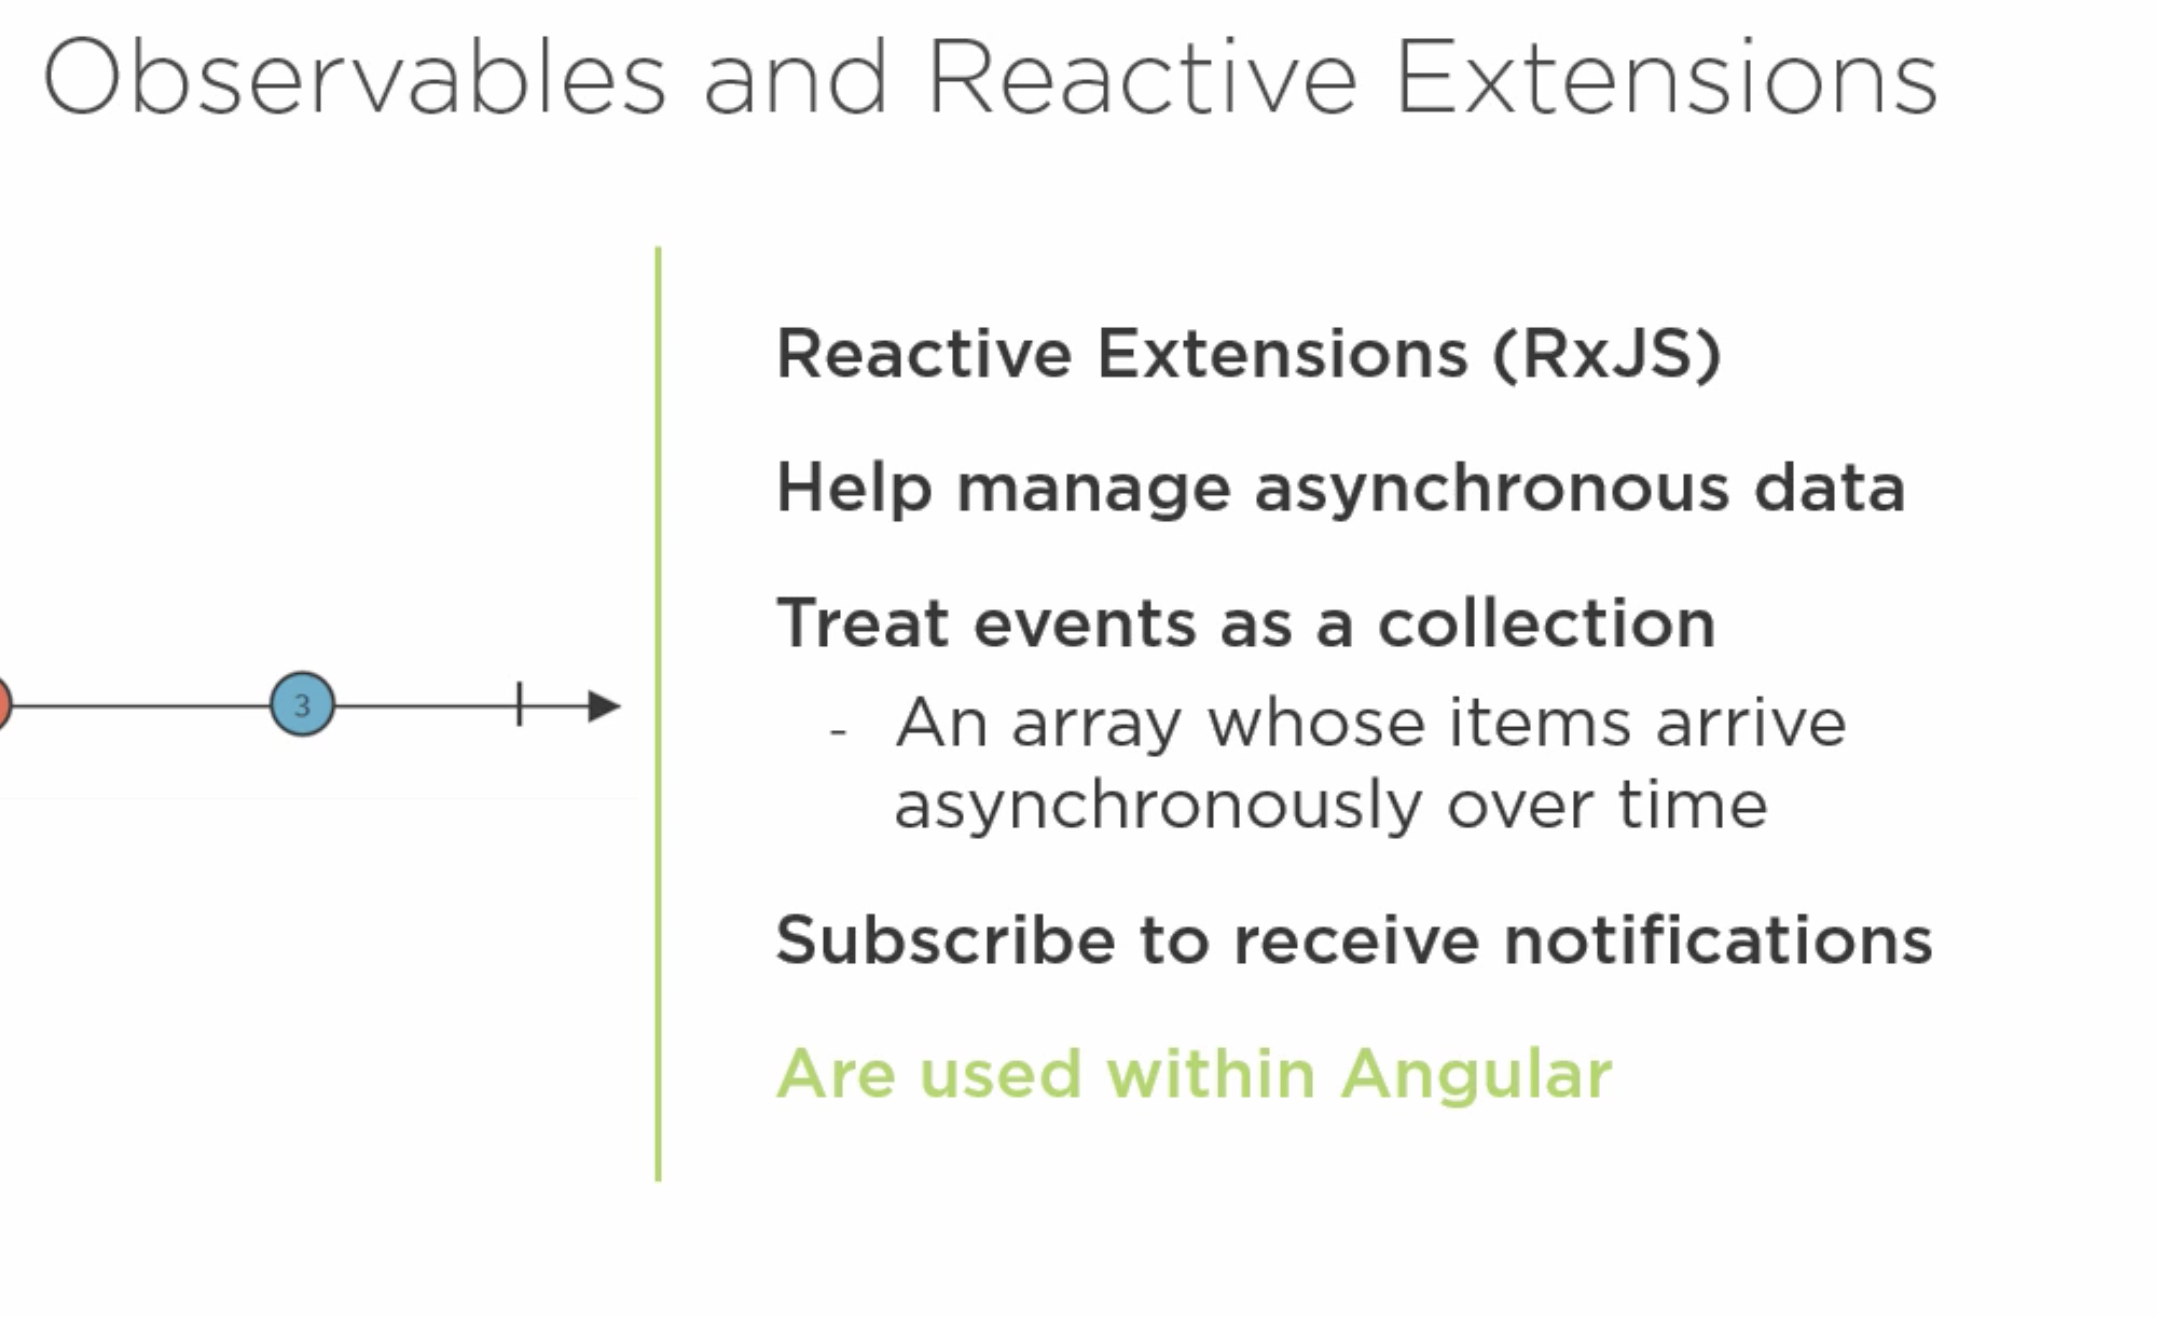 Observables and Reactive Extensions
3
Reactive Extensions (RxJS)
Help manage asynchronous data
Treat events as a collection
- An array whose items arrive
asynchronously over time
Subscribe to receive notifications
Are used within Angular